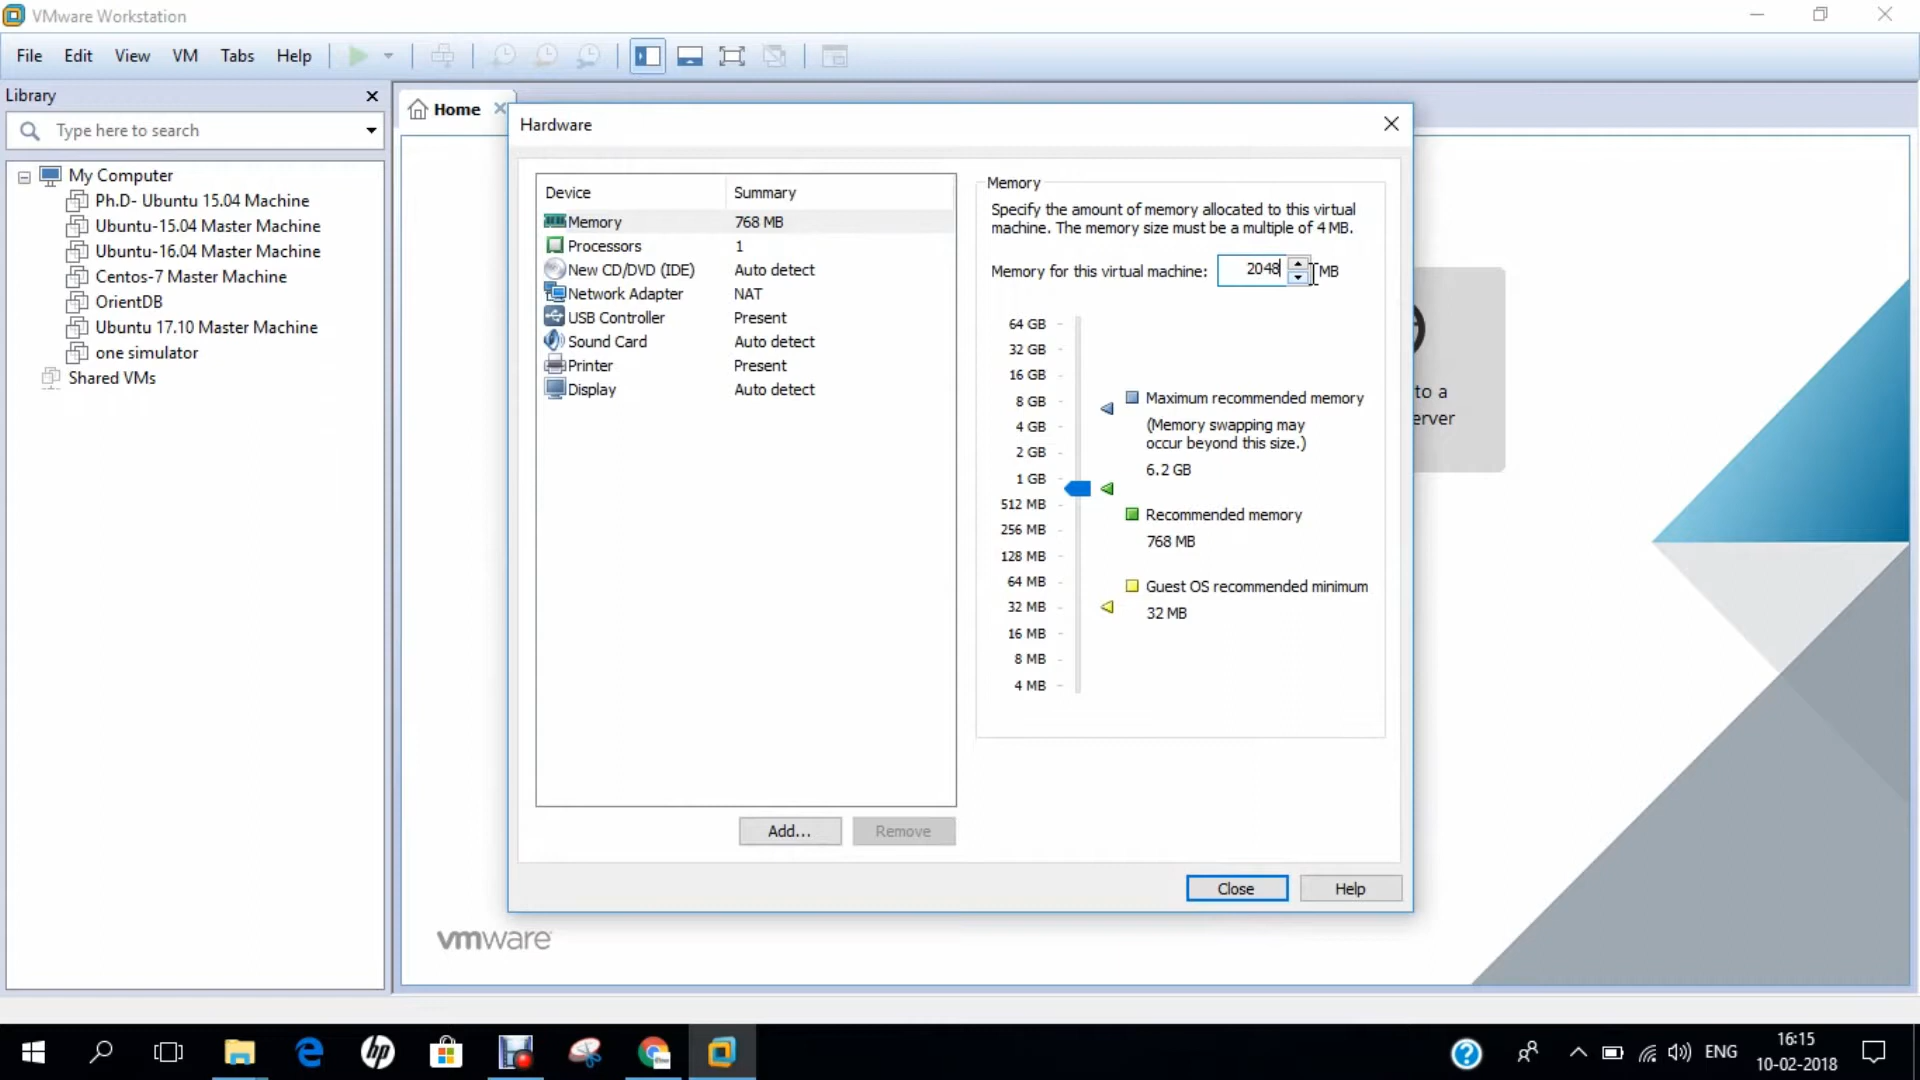 VMware Workstation
File Edit View VM Tabs Help
Library
Type here to search
My Computer
Ph.D- Ubuntu 15.04 Machine
Ubuntu-15.04 Master Machine
Ubuntu-16.04 Master Machine
Centos-7 Master Machine
OrientDB
Ubuntu 17.10 Master Machine
one simulator
Shared VMs
Home
Hardware
Device Summary
Memory 768 MB
Processors 1
New CD/DVD (IDE) Auto detect
Network Adapter NAT
USB Controller Present
Sound Card Auto detect
Printer Present
Display Auto detect
Add... Remove
Memory
Specify the amount of memory allocated to this virtual
machine. The memory size must be a multiple of 4 MB.
Memory for this virtual machine: 2048 MB
64 GB
32 GB
16 GB
8 GB
4 GB
2 GB
1 GB
512 MB
256 MB
128 MB
64 MB
32 MB
16 MB
8 MB
4 MB
Maximum recommended memory
(Memory swapping may
occur beyond this size.)
6.2 GB
Recommended memory
768 MB
Guest OS recommended minimum
32 MB
Close Help
to a
erver
vmware
hp
ENG
16:15
10-02-2018